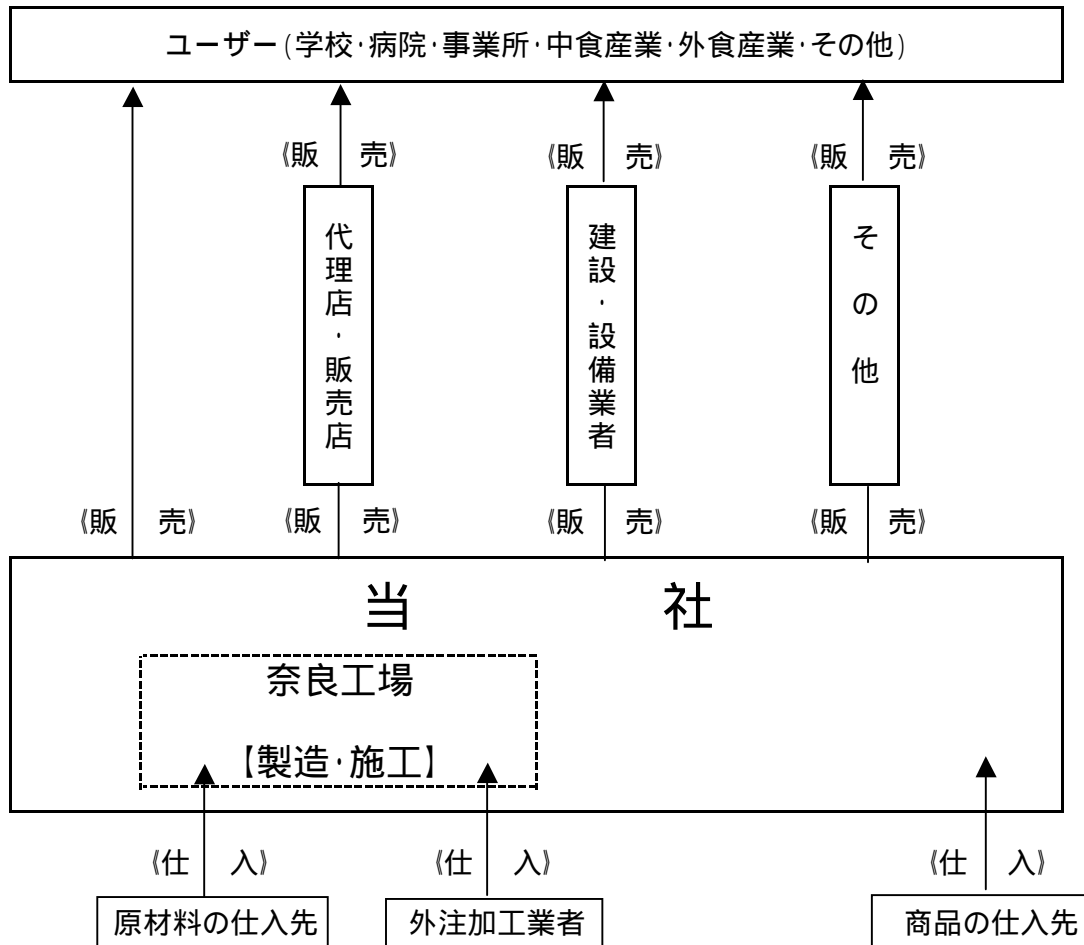 ユーザー(学校･病院･事業所･中食産業･外食産業･その他)
《販 売》 《販 売》 《販 売》
代理店・販売店
建設・設備業者
その他
《販 売》 《販 売》 《販 売》 《販 売》
当 社
奈良工場
【製造･施工】
《仕 入》 《仕 入》 《仕 入》
原材料の仕入先 外注加工業者 商品の仕入先